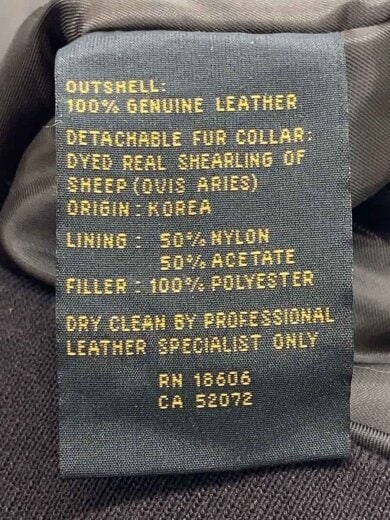 OUTSHELL:
100% GENUINE LEATHER
DETACHABLE FUR COLLAR:
DYED REAL SHEARLING OF
SHEEP (OVIS ARIES)
ORIGIN : KOREA
LINING : 50% NYLON
50% ACETATE
FILLER : 100% POLYESTER
DRY CLEAN BY PROFESSIONAL
LEATHER SPECIALIST ONLY
RN 18606
CA 52072